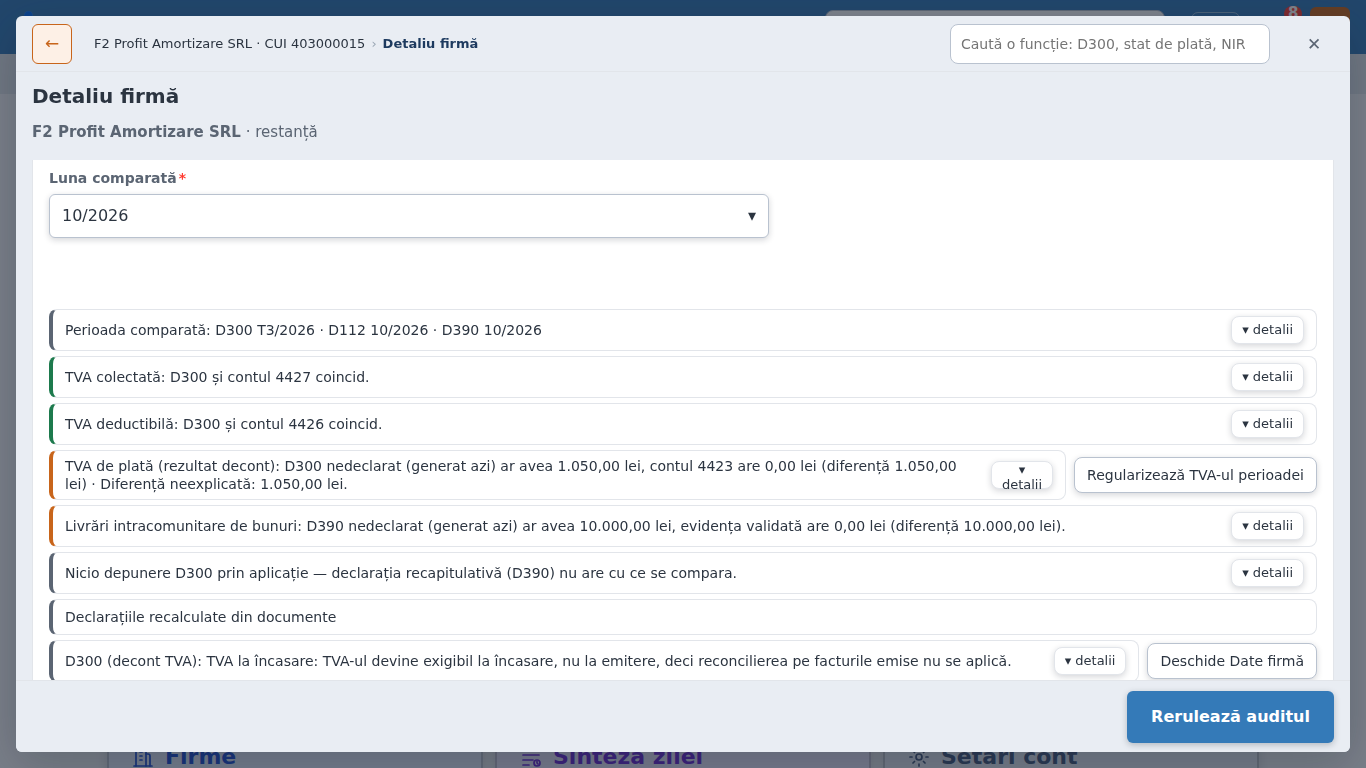 8
←
F2 Profit Amortizare SRL · CUI 403000015 › Detaliu firmă
Caută o funcție: D300, stat de plată, NIR
✕
Detaliu firmă
F2 Profit Amortizare SRL · restanță
Luna comparată*
10/2026 ▾
Perioada comparată: D300 T3/2026 · D112 10/2026 · D390 10/2026
▾ detalii
TVA colectată: D300 și contul 4427 coincid.
▾ detalii
TVA deductibilă: D300 și contul 4426 coincid.
▾ detalii
TVA de plată (rezultat decont): D300 nedeclarat (generat azi) ar avea 1.050,00 lei, contul 4423 are 0,00 lei (diferență 1.050,00
lei) · Diferență neexplicată: 1.050,00 lei.
▾
detalii
Regularizează TVA-ul perioadei
Livrări intracomunitare de bunuri: D390 nedeclarat (generat azi) ar avea 10.000,00 lei, evidența validată are 0,00 lei (diferență 10.000,00 lei).
▾ detalii
Nicio depunere D300 prin aplicație — declarația recapitulativă (D390) nu are cu ce se compara.
▾ detalii
Declarațiile recalculate din documente
D300 (decont TVA): TVA la încasare: TVA-ul devine exigibil la încasare, nu la emitere, deci reconcilierea pe facturile emise nu se aplică.
▾ detalii
Deschide Date firmă
Rerulează auditul
Firme
Sinteza zilei
Setări cont